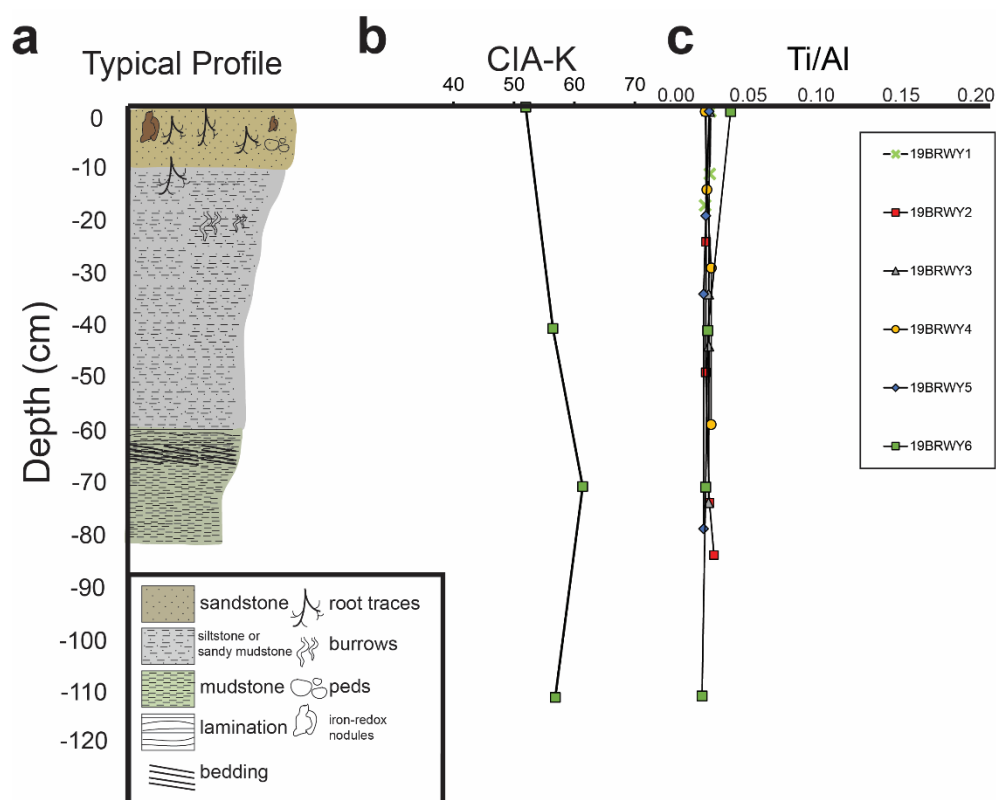 a
b
c
Typical Profile
CIA-K
Ti/Al
40 50 60 70
0.00 0.05 0.10 0.15 0.20
Depth (cm)
0
-10
-20
-30
-40
-50
-60
-70
-80
-90
-100
-110
-120
19BRWY1
19BRWY2
19BRWY3
19BRWY4
19BRWY5
19BRWY6
sandstone
root traces
siltstone or
sandy mudstone
burrows
mudstone
peds
lamination
iron-redox
nodules
bedding